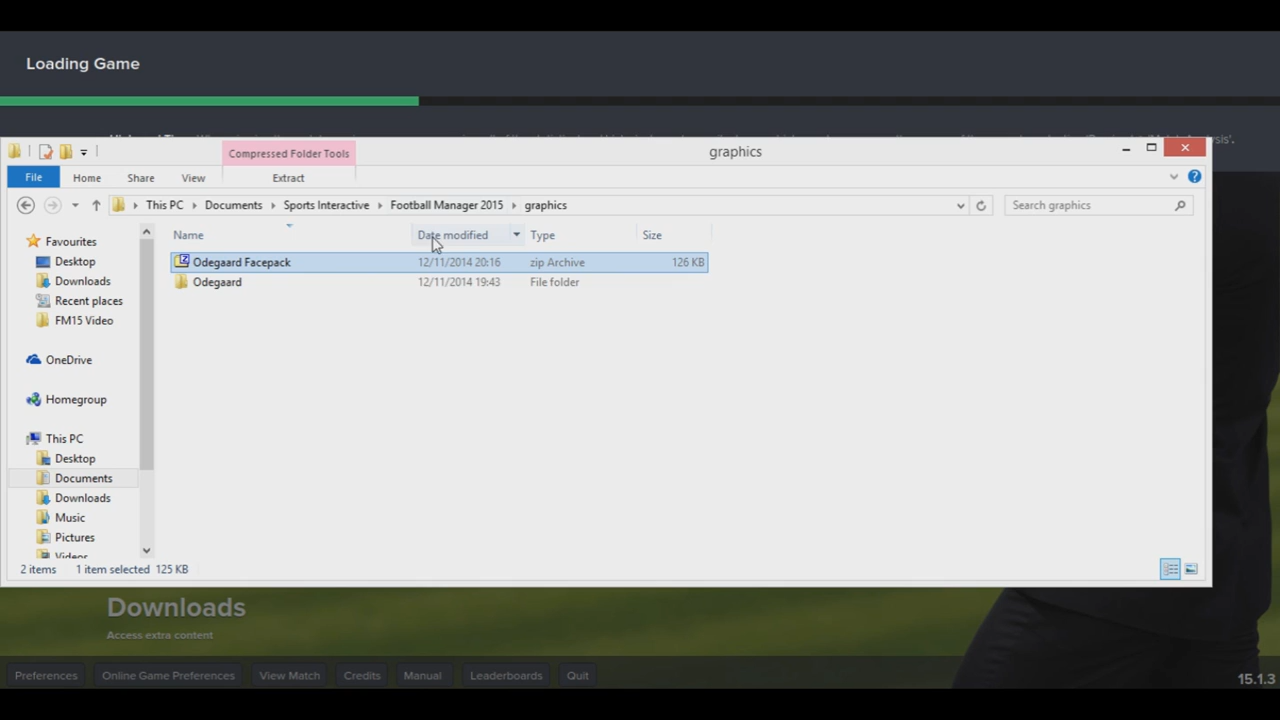 Loading Game
Compressed Folder Tools
graphics
File Home Share View Extract
This PC Documents Sports Interactive Football Manager 2015 graphics
Search graphics
Name Date modified Type Size
Odegaard Facepack 12/11/2014 20:16 zip Archive 126 KB
Odegaard 12/11/2014 19:43 File folder
Favourites
Desktop
Downloads
Recent places
FM15 Video
OneDrive
Homegroup
This PC
Desktop
Documents
Downloads
Music
Pictures
Videos
2 items 1 item selected 125 KB
Downloads
Access extra content
Preferences Online Game Preferences View Match Credits Manual Leaderboards Quit
15.1.3